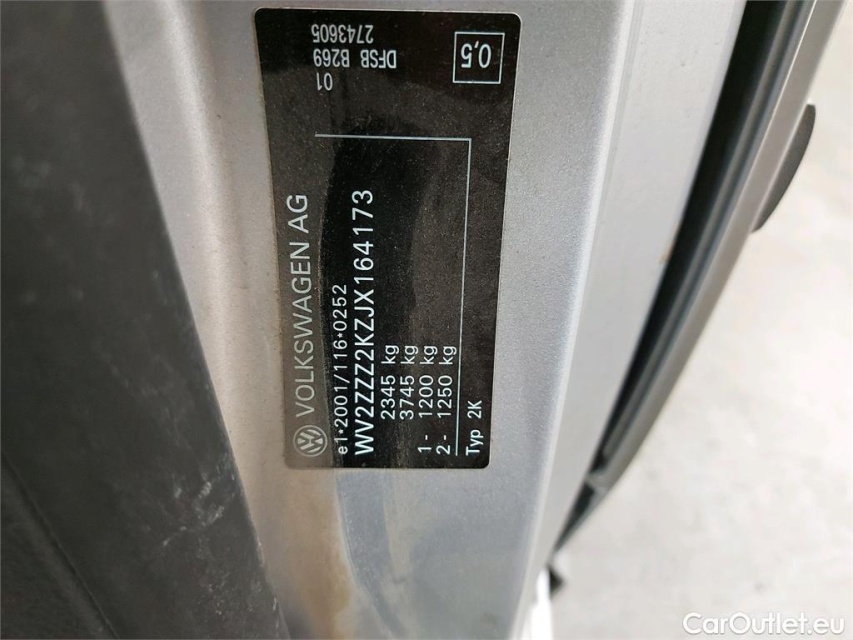 VOLKSWAGEN AG
e1*2001/116*0252
WV2ZZZ2KZJX164173
2345 kg
3745 kg
1- 1200 kg
2- 1250 kg
Typ 2K
01
DFSB B269
2743605
0,5
CarOutlet.eu